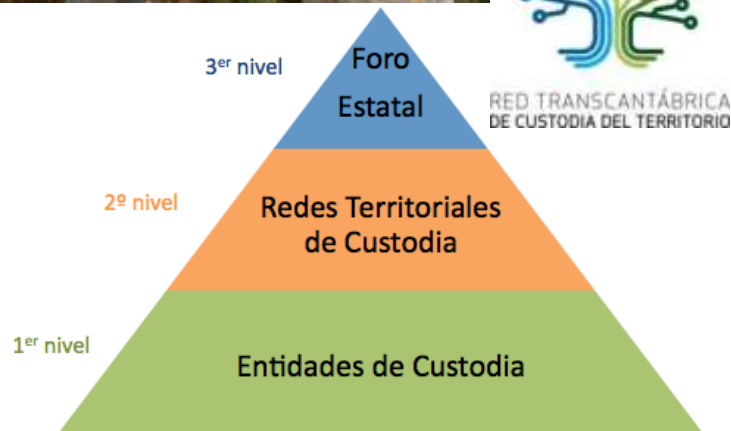 3er nivel
Foro
Estatal
RED TRANSCANTÁBRICA
DE CUSTODIA DEL TERRITORIO
2º nivel
Redes Territoriales
de Custodia
1er nivel
Entidades de Custodia